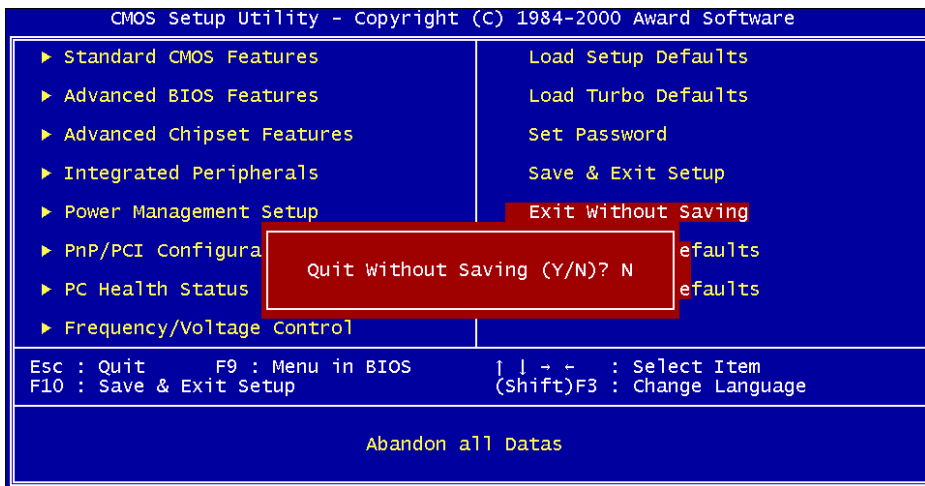 CMOS Setup Utility - Copyright (C) 1984-2000 Award Software
▶ Standard CMOS Features
▶ Advanced BIOS Features
▶ Advanced Chipset Features
▶ Integrated Peripherals
▶ Power Management Setup
▶ PnP/PCI Configura
▶ PC Health Status
▶ Frequency/Voltage Control
Load Setup Defaults
Load Turbo Defaults
Set Password
Save & Exit Setup
Exit Without Saving
efaults
efaults
Quit Without Saving (Y/N)? N
Esc : Quit F9 : Menu in BIOS ↑ ↓ → ← : Select Item
F10 : Save & Exit Setup (Shift)F3 : Change Language
Abandon all Datas